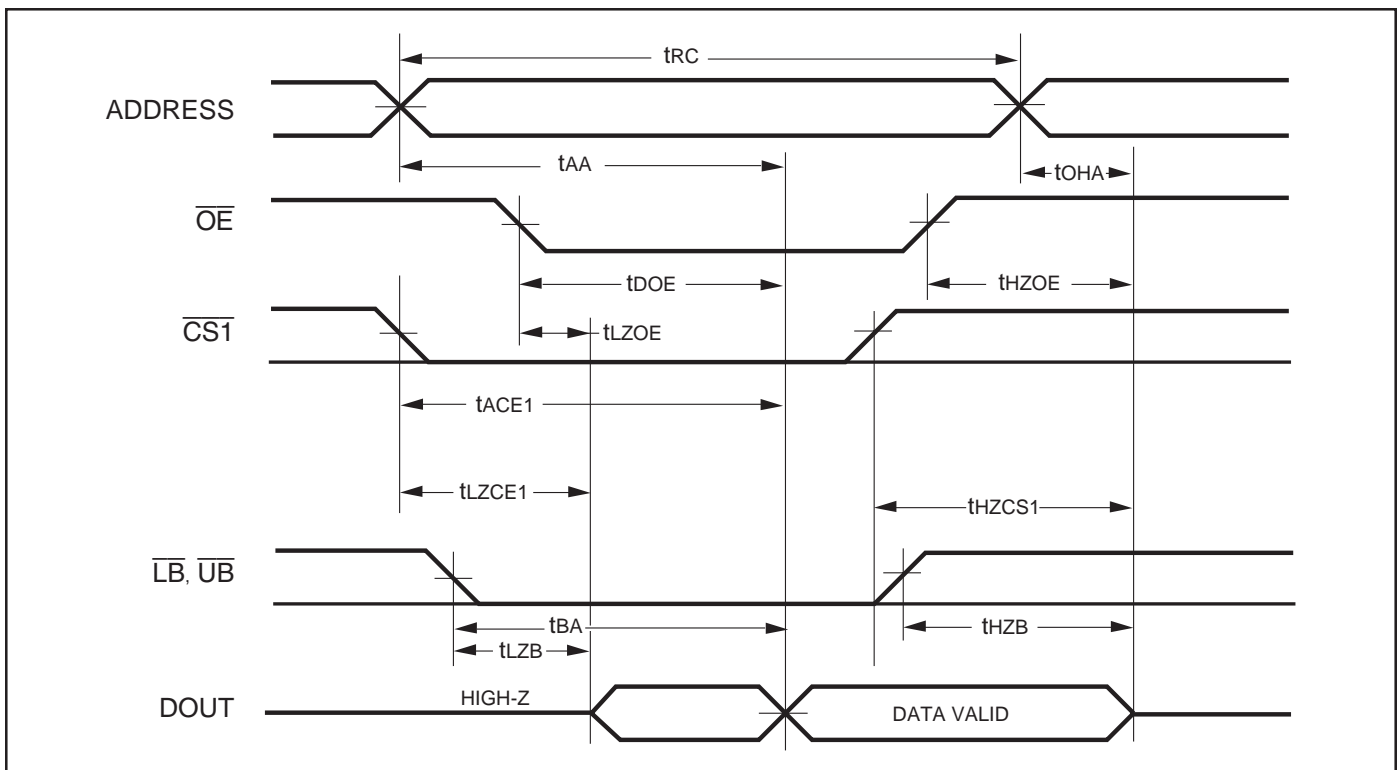 tRC
ADDRESS
tAA
tOHA
OE
tDOE
tHZOE
CS1
tLZOE
tACE1
tLZCE1
tHZCS1
LB, UB
tBA
tHZB
tLZB
DOUT
HIGH-Z
DATA VALID